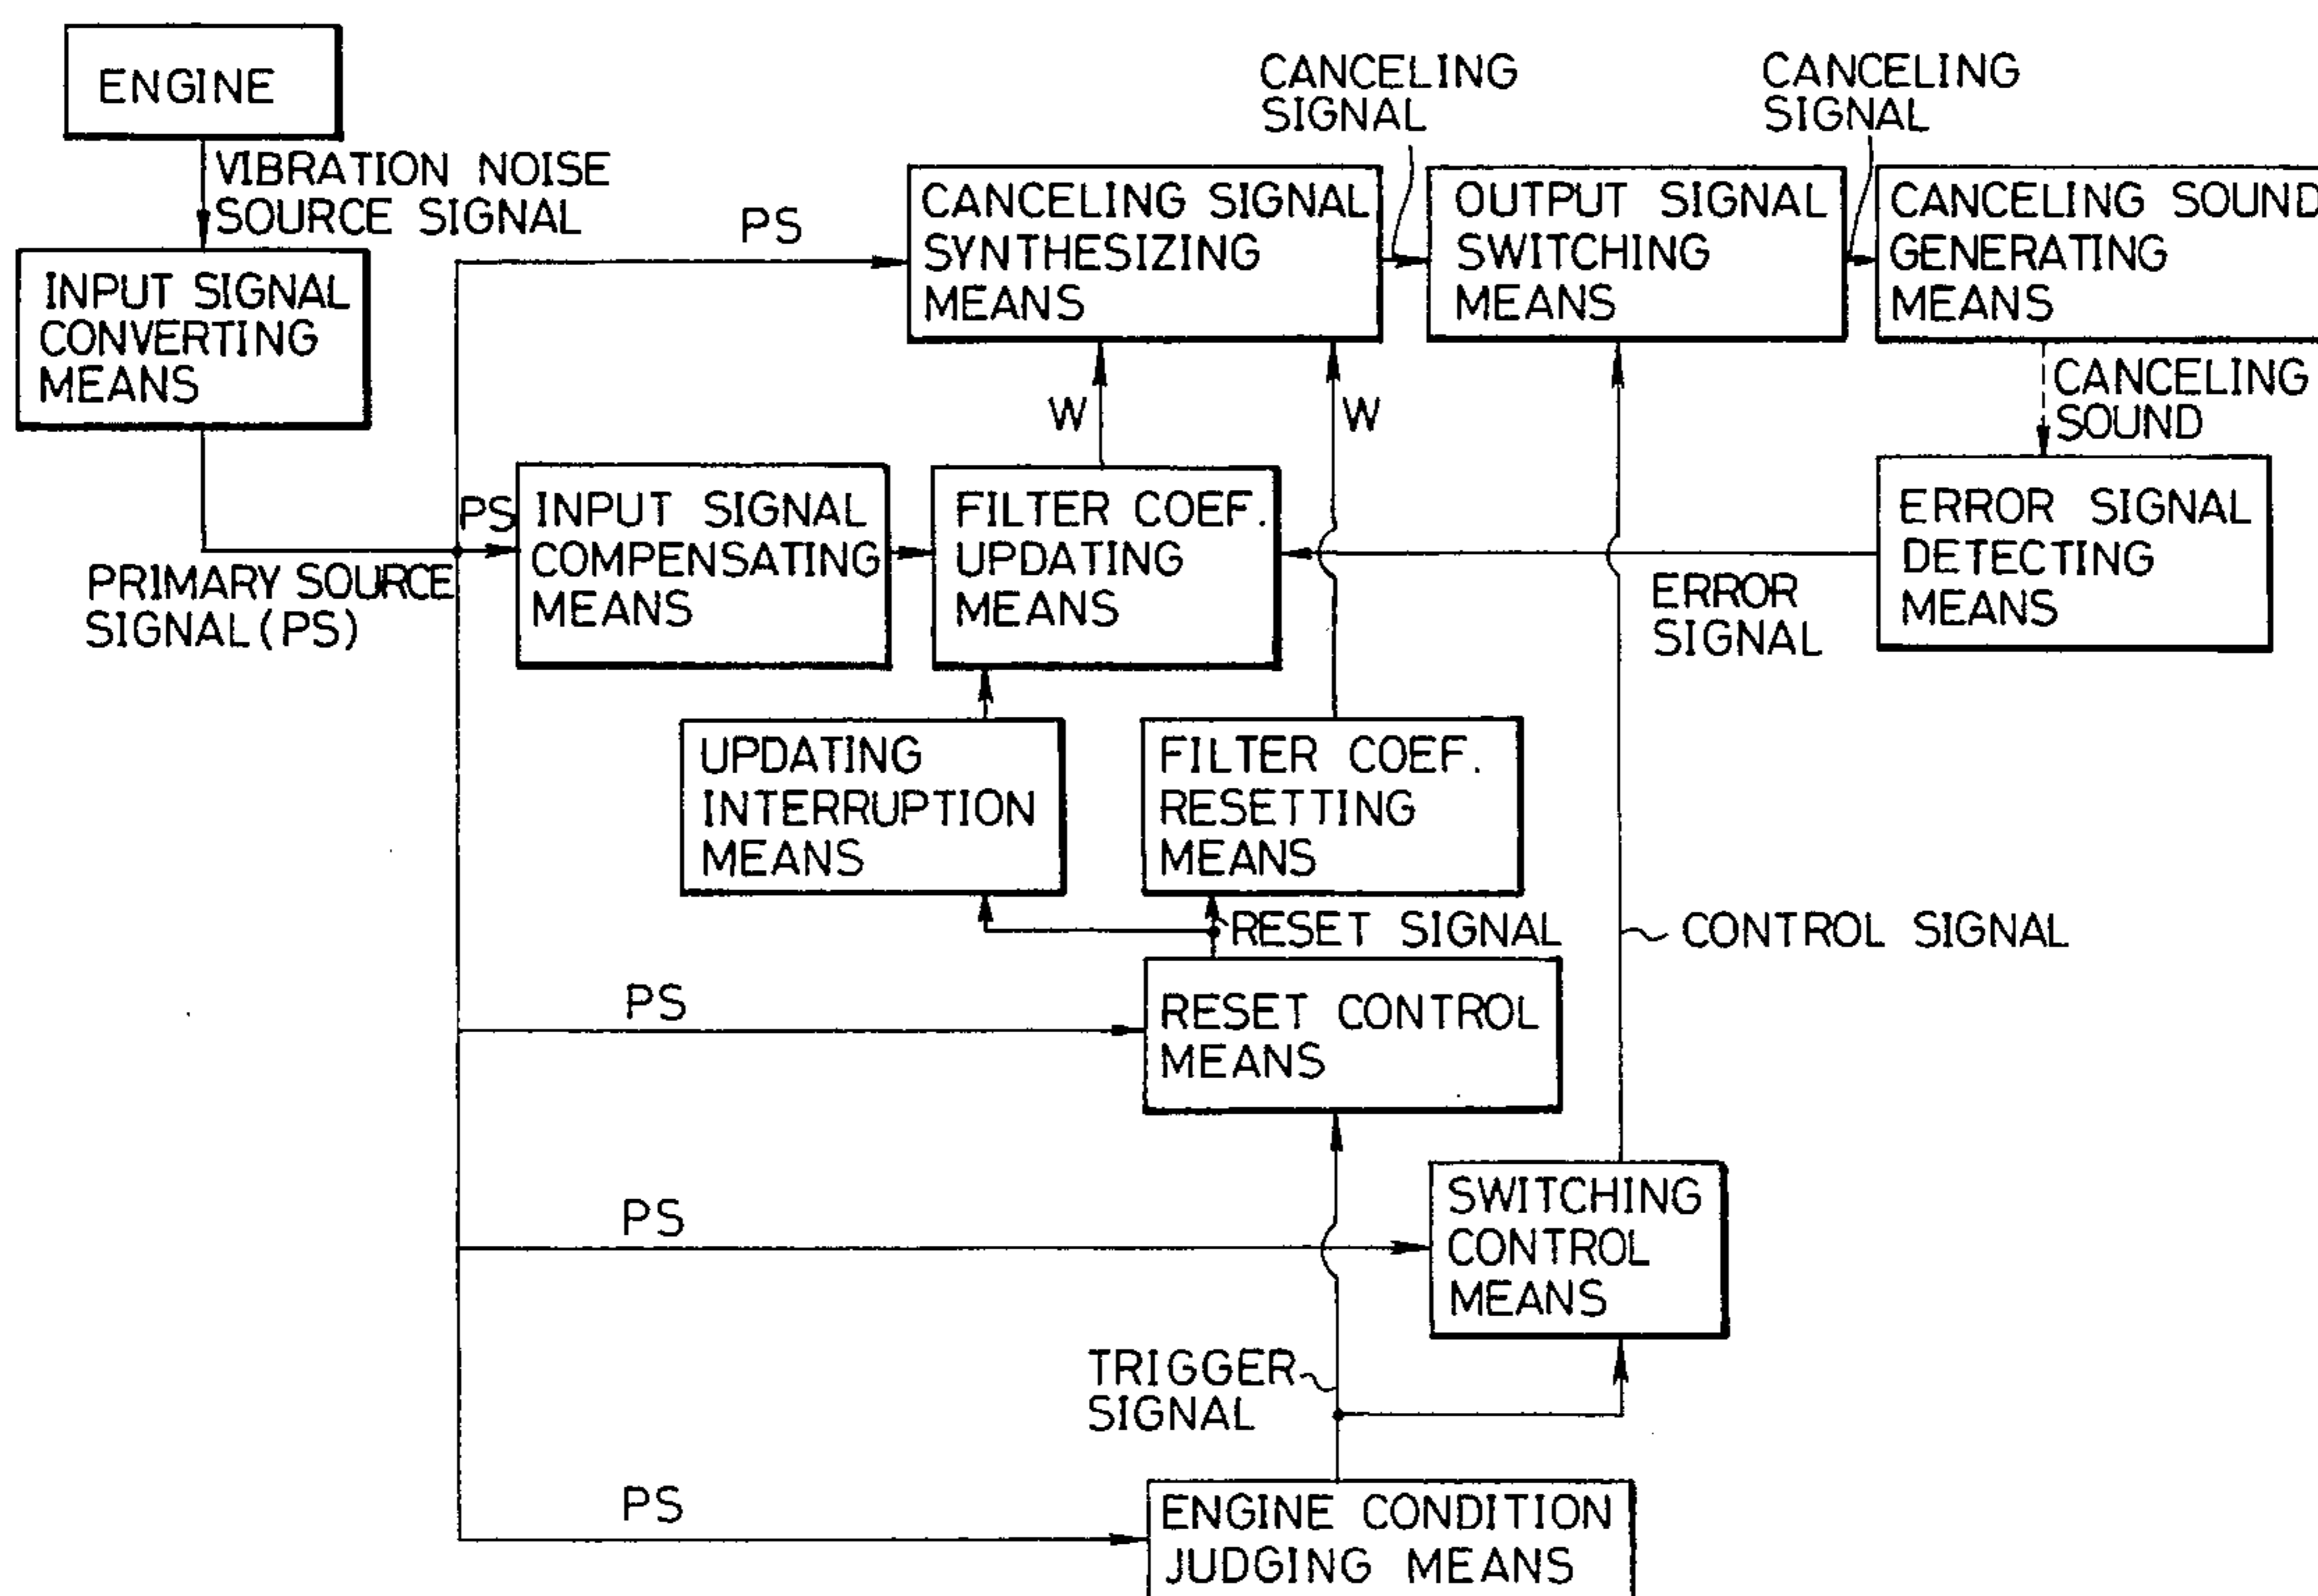 ENGINE
VIBRATION NOISE
SOURCE SIGNAL
INPUT SIGNAL
CONVERTING
MEANS
PRIMARY SOURCE
SIGNAL (PS)
PS
CANCELING SIGNAL
SYNTHESIZING
MEANS
CANCELING
SIGNAL
OUTPUT SIGNAL
SWITCHING
MEANS
CANCELING
SIGNAL
CANCELING SOUND
GENERATING
MEANS
CANCELING
SOUND
W
W
PS
INPUT SIGNAL
COMPENSATING
MEANS
FILTER COEF.
UPDATING
MEANS
ERROR
SIGNAL
ERROR SIGNAL
DETECTING
MEANS
UPDATING
INTERRUPTION
MEANS
FILTER COEF.
RESETTING
MEANS
RESET SIGNAL
CONTROL SIGNAL
PS
RESET CONTROL
MEANS
PS
SWITCHING
CONTROL
MEANS
TRIGGER
SIGNAL
PS
ENGINE CONDITION
JUDGING MEANS